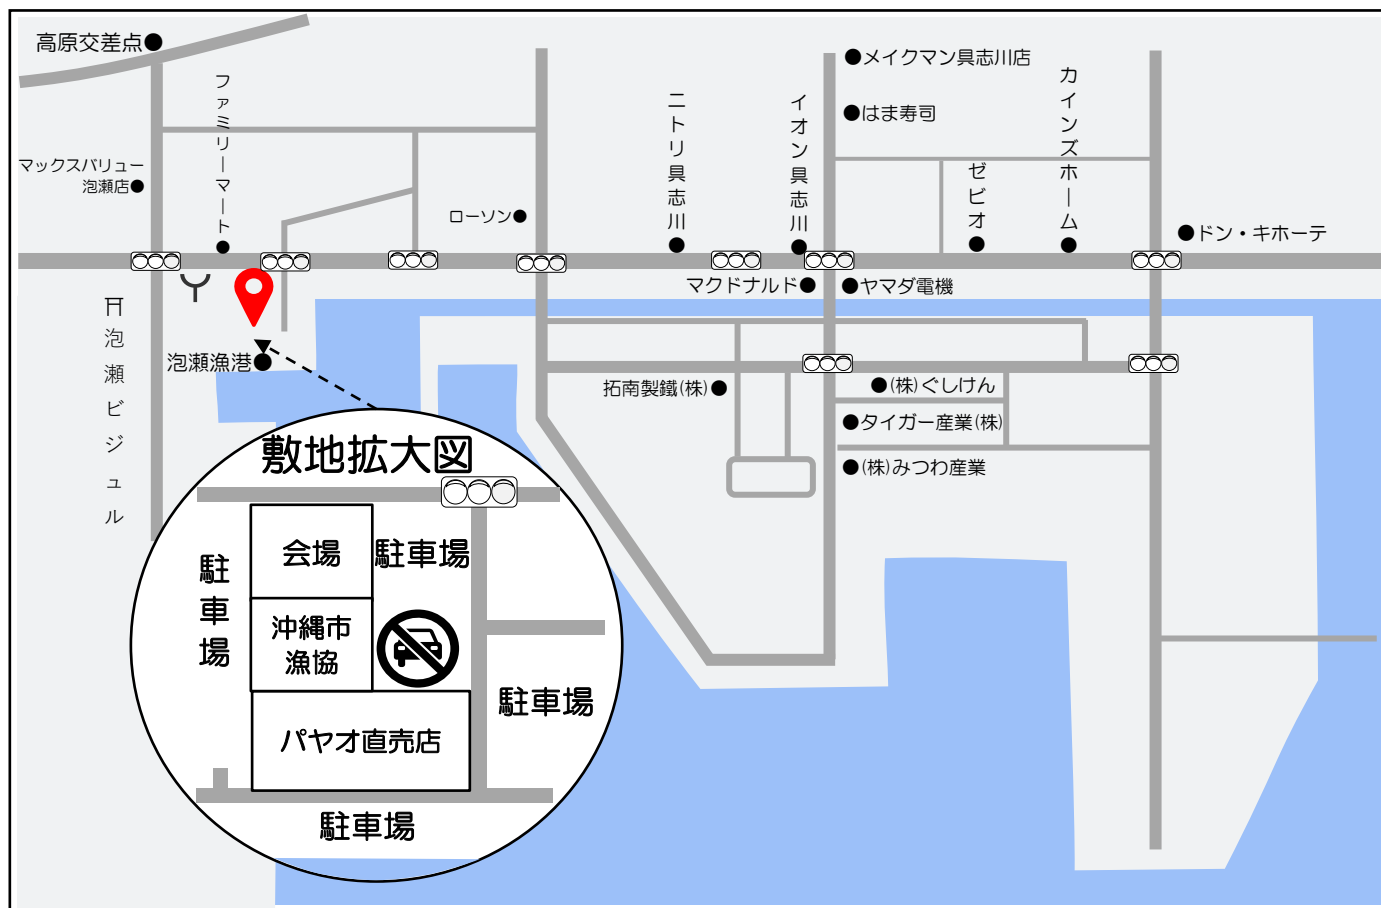 高原交差点
ファミリーマート
マックスバリュー
泡瀬店
ローソン
ニトリ具志川
イオン具志川
メイクマン具志川店
はま寿司
カインズホーム
ゼビオ
ドン・キホーテ
マクドナルド
ヤマダ電機
泡瀬ビジュル
泡瀬漁港
拓南製鐵(株)
(株)ぐしけん
タイガー産業(株)
(株)みつわ産業
敷地拡大図
会場
駐車場
駐車場
沖縄市
漁協
駐車場
パヤオ直売店
駐車場